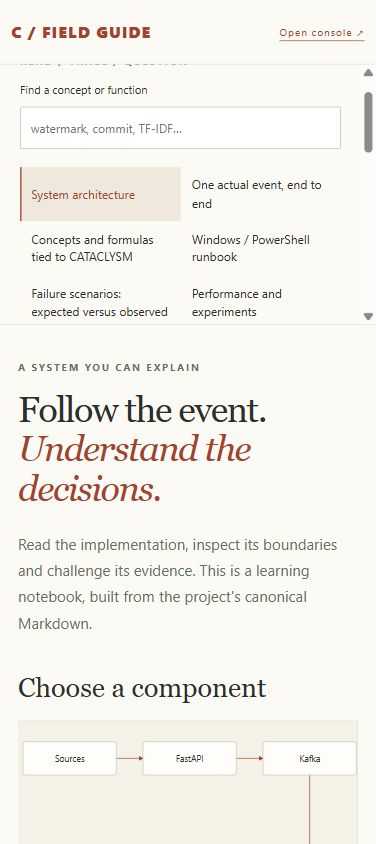 C / FIELD GUIDE
Open console ↗
Find a concept or function
watermark, commit, TF-IDF...
System architecture
One actual event, end to
end
Concepts and formulas
tied to CATACLYSM
Windows / PowerShell
runbook
Failure scenarios:
expected versus observed
Performance and
experiments
A SYSTEM YOU CAN EXPLAIN
Follow the event.
Understand the
decisions.
Read the implementation, inspect its boundaries
and challenge its evidence. This is a learning
notebook, built from the project's canonical
Markdown.
Choose a component
Sources
FastAPI
Kafka